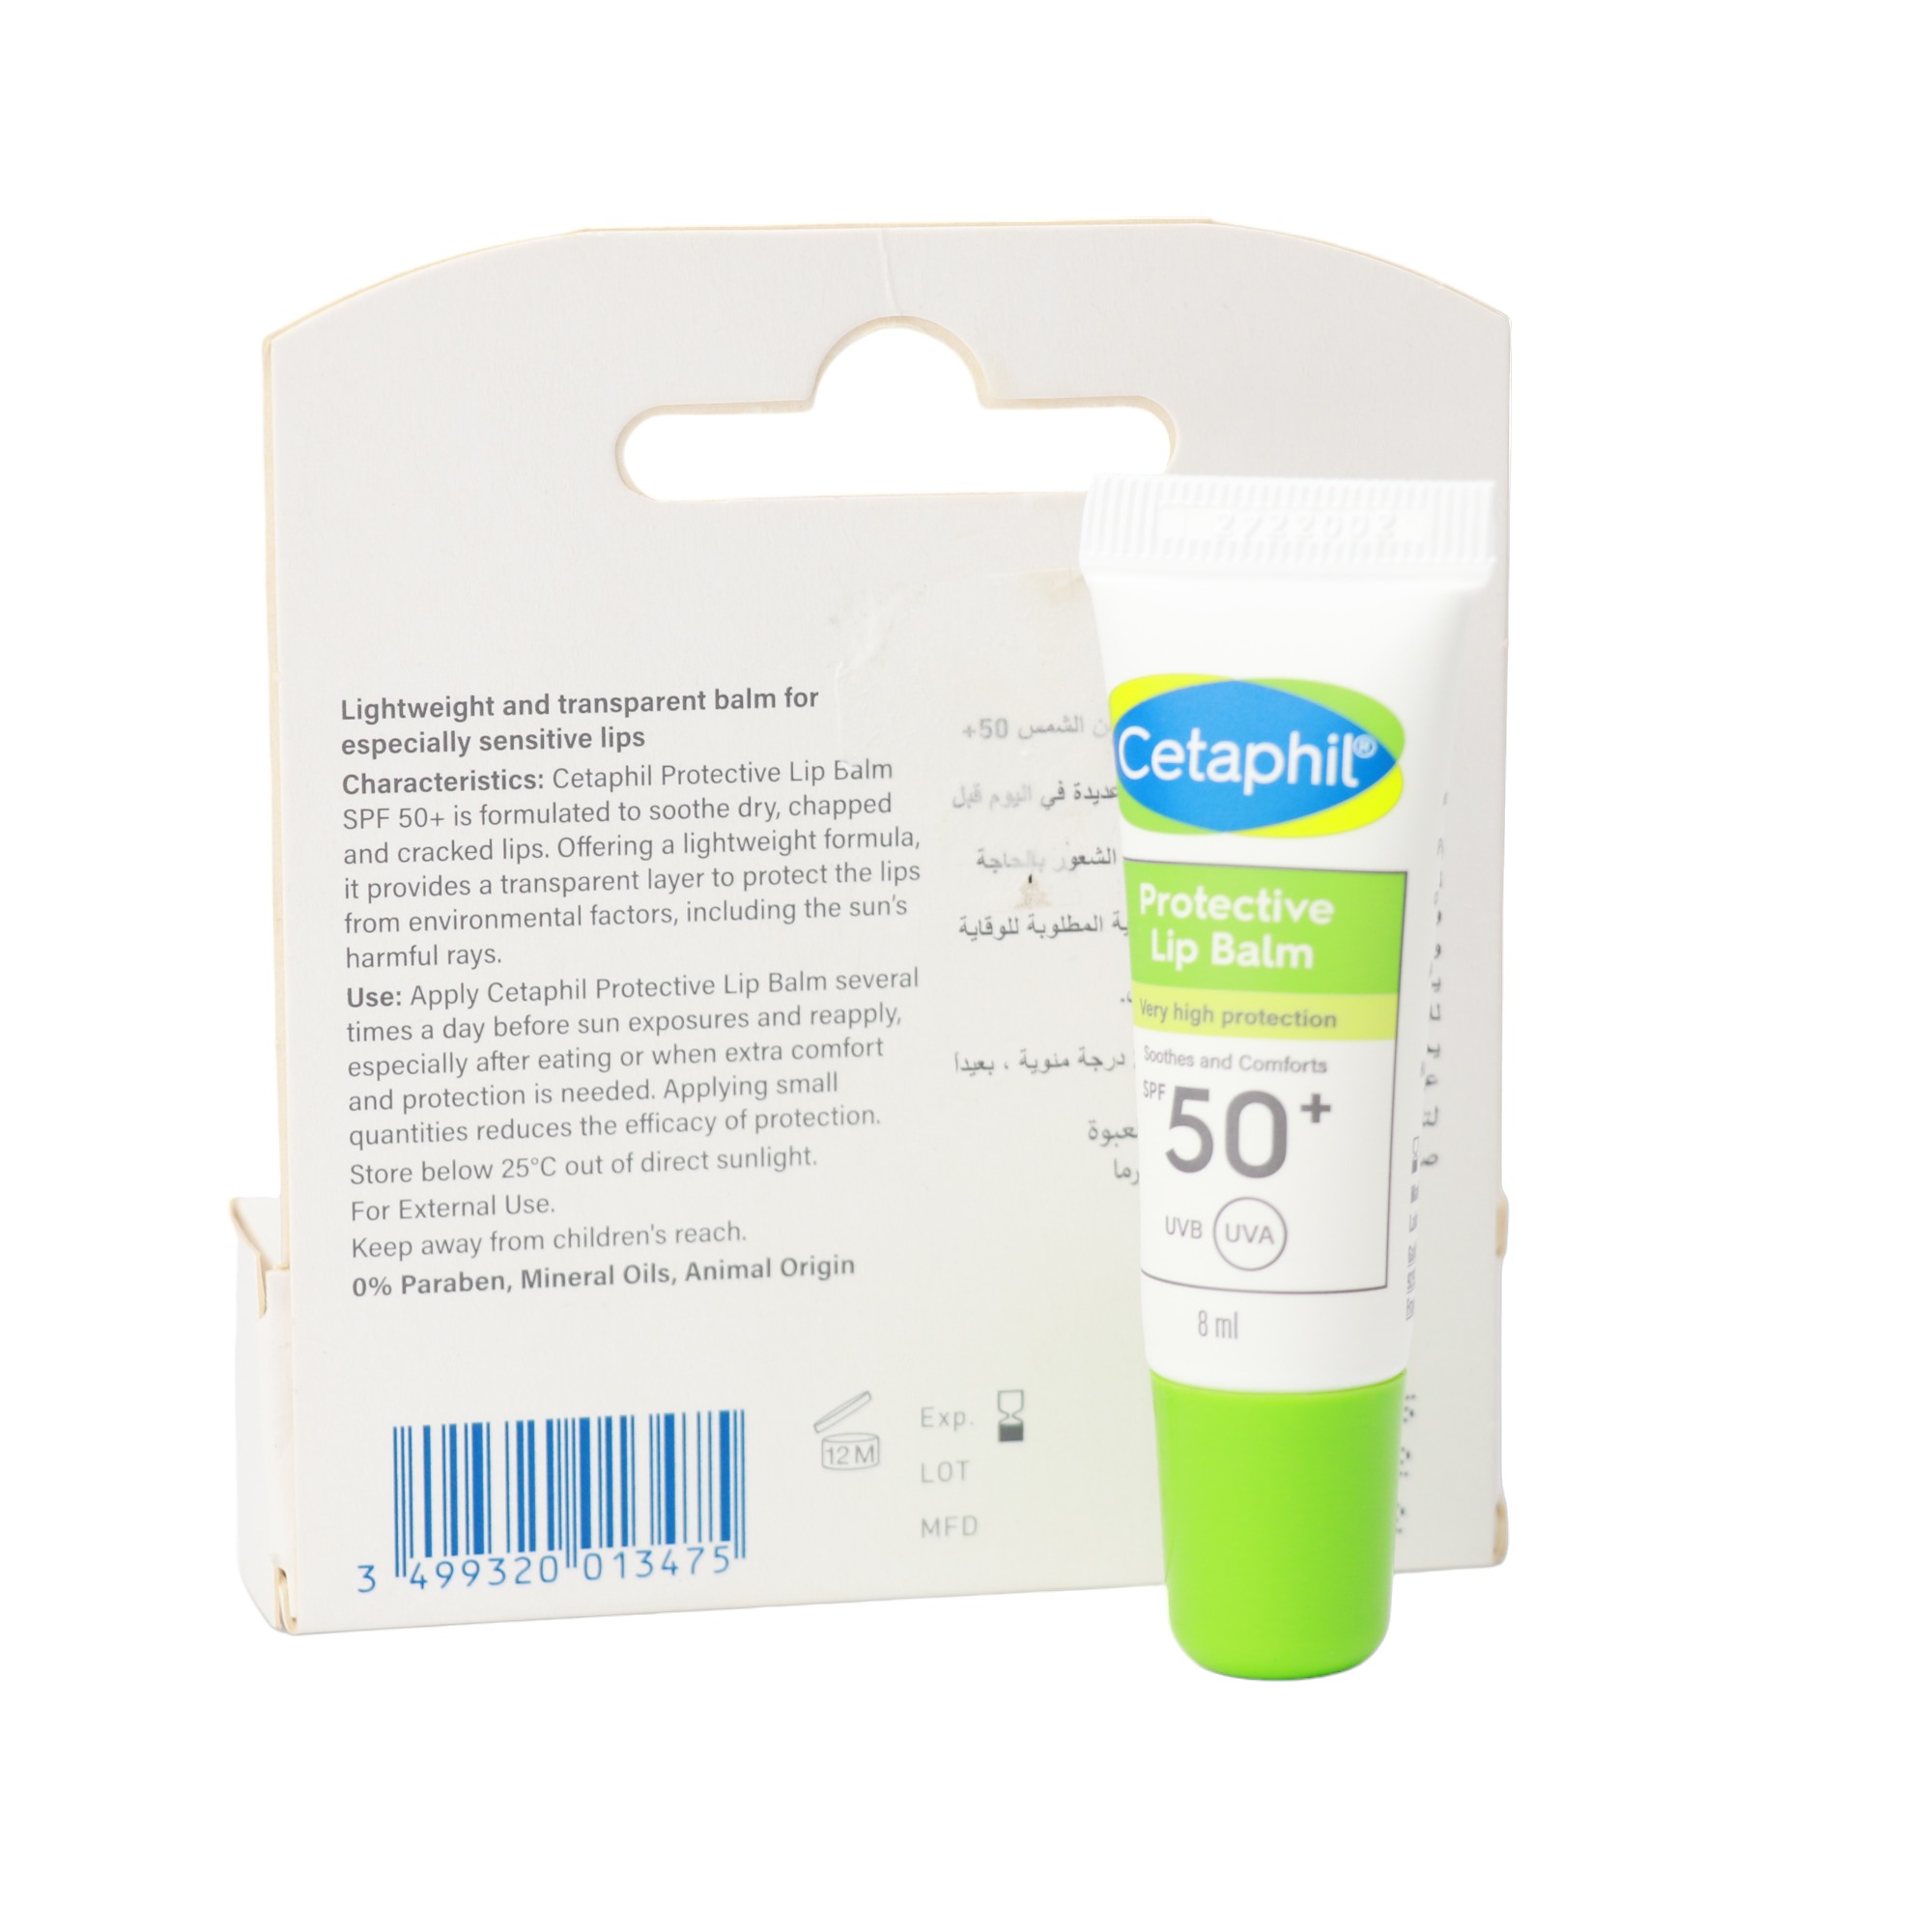 Lightweight and transparent balm for
especially sensitive lips
Characteristics: Cetaphil Protective Lip Balm
SPF 50+ is formulated to soothe dry, chapped
and cracked lips. Offering a lightweight formula,
it provides a transparent layer to protect the lips
from environmental factors, including the sun's
harmful rays.
Use: Apply Cetaphil Protective Lip Balm several
times a day before sun exposures and reapply,
especially after eating or when extra comfort
and protection is needed. Applying small
quantities reduces the efficacy of protection.
Store below 25°C out of direct sunlight.
For External Use.
Keep away from children's reach.
0% Paraben, Mineral Oils, Animal Origin
3 499320 013475
12 M
Exp.
LOT
MFD
الشمس 50+
عديدة في اليوم قبل
الشعور بالحاجة
المطلوبة للوقاية
درجة مئوية ، بعيداً
2722002
Cetaphil®
Protective
Lip Balm
Very high protection
Soothes and Comforts
SPF 50+
UVB UVA
8 ml